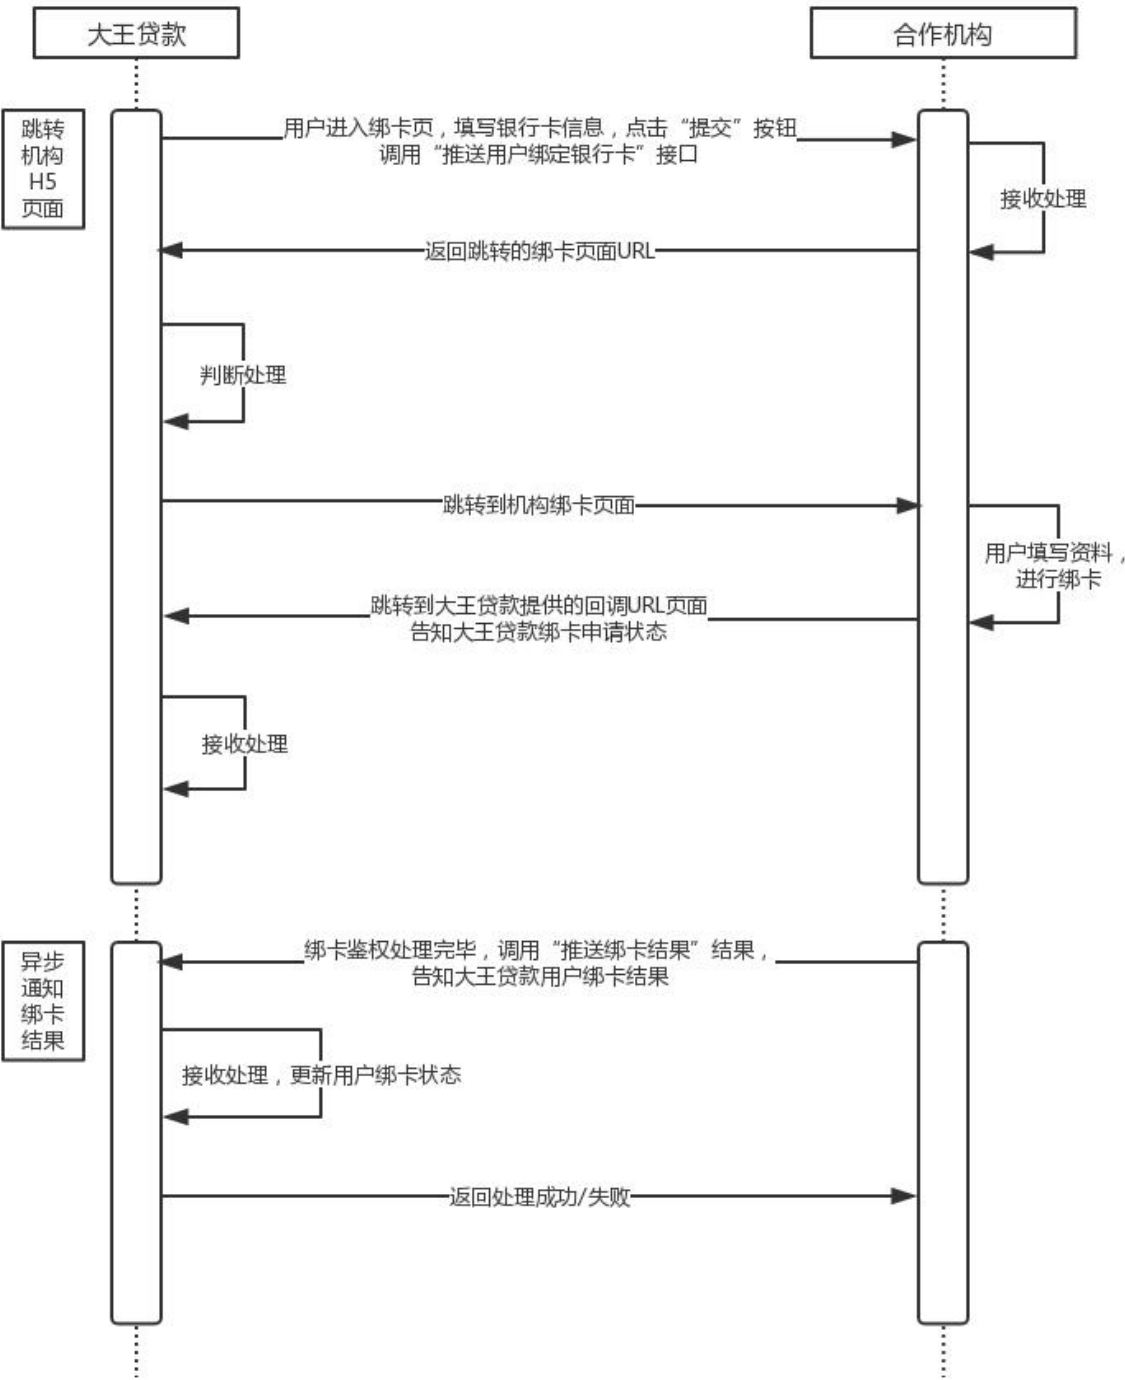 大王贷款
合作机构
跳转
机构
H5
页面
用户进入绑卡页，填写银行卡信息，点击“提交”按钮
调用“推送用户绑定银行卡”接口
接收处理
返回跳转的绑卡页面URL
判断处理
跳转到机构绑卡页面
用户填写资料，
进行绑卡
跳转到大王贷款提供的回调URL页面
告知大王贷款绑卡申请状态
接收处理
异步
通知
绑卡
结果
绑卡鉴权处理完毕，调用“推送绑卡结果”结果，
告知大王贷款用户绑卡结果
接收处理，更新用户绑卡状态
返回处理成功/失败